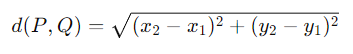 d(P, Q) = √((x₂ − x₁)² + (y₂ − y₁)²)